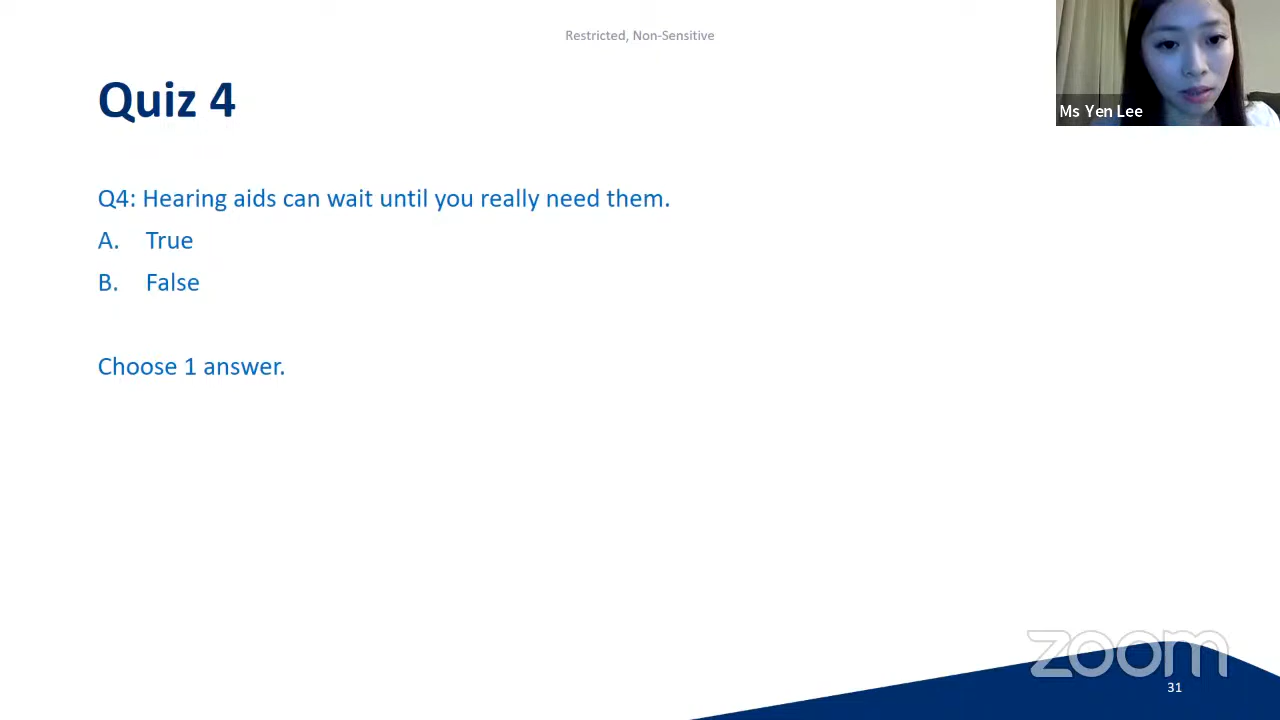 Restricted, Non-Sensitive
Ms Yen Lee
Quiz 4
Q4: Hearing aids can wait until you really need them.
A. True
B. False
Choose 1 answer.
zoom
31